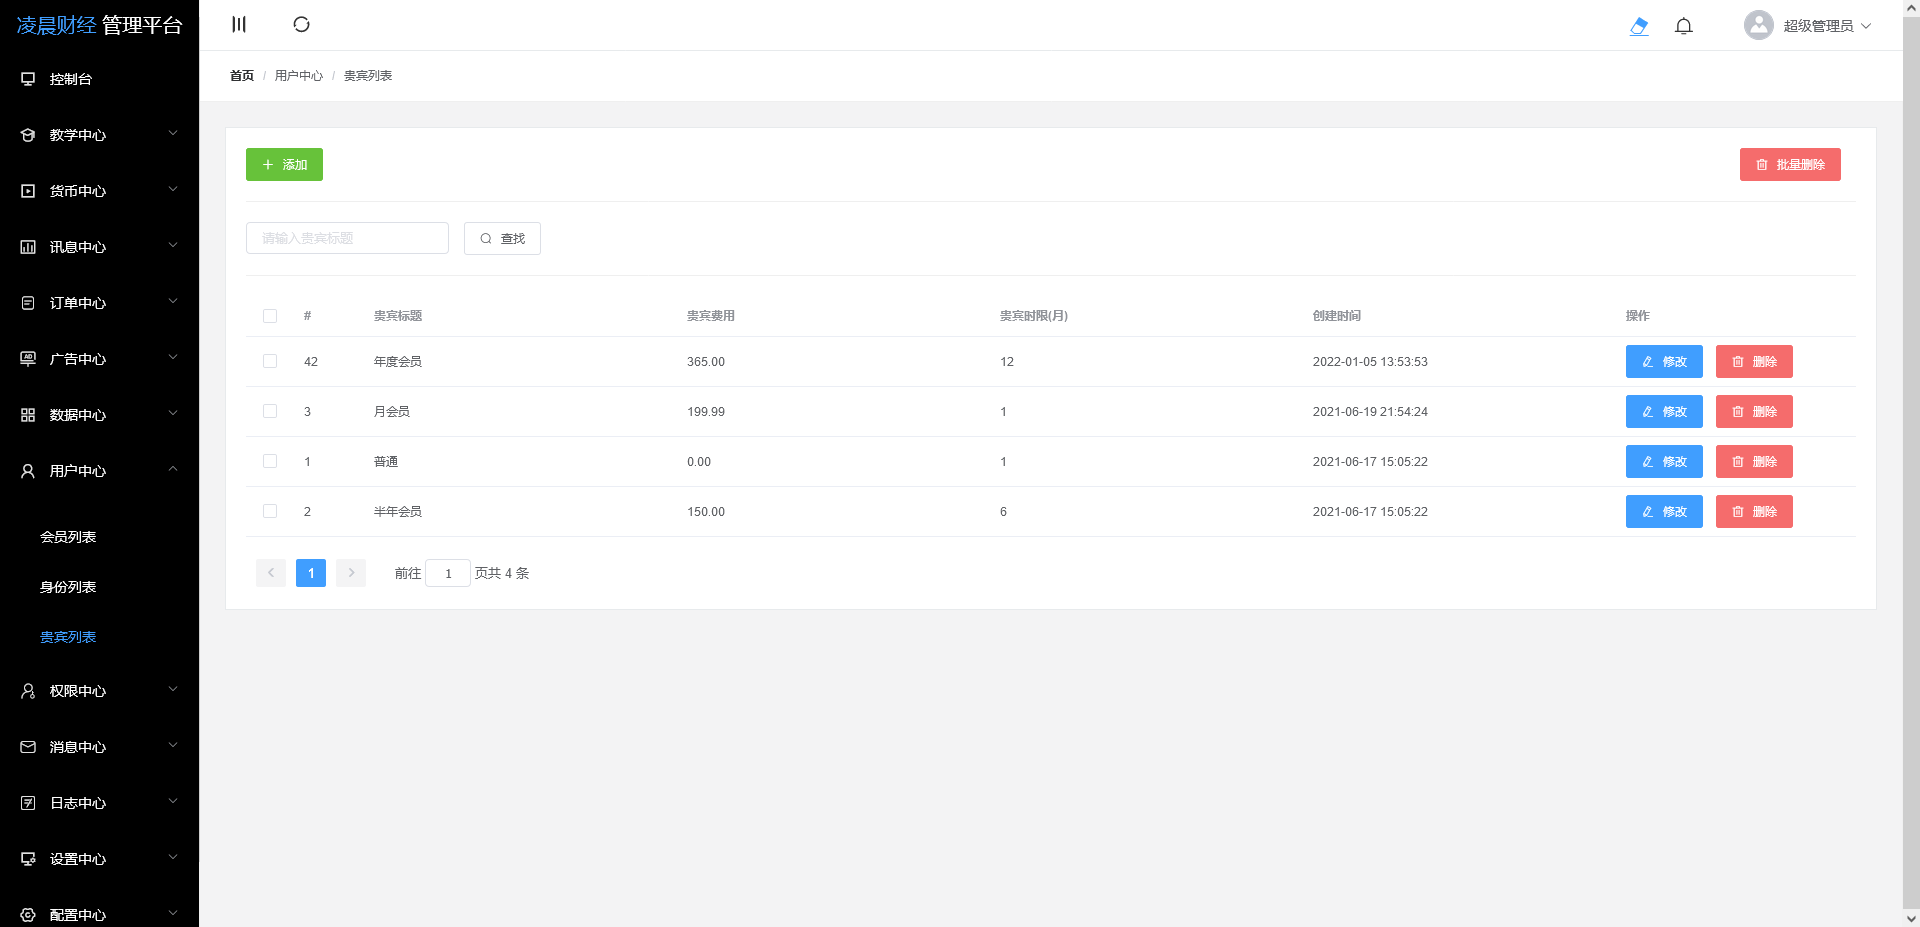 凌晨财经 管理平台
控制台
教学中心
货币中心
讯息中心
订单中心
广告中心
数据中心
用户中心
会员列表
身份列表
贵宾列表
权限中心
消息中心
日志中心
设置中心
配置中心
超级管理员
首页 / 用户中心 / 贵宾列表
添加
批量删除
请输入贵宾标题
查找
# 贵宾标题 贵宾费用 贵宾时限(月) 创建时间 操作
42 年度会员 365.00 12 2022-01-05 13:53:53 修改 删除
3 月会员 199.99 1 2021-06-19 21:54:24 修改 删除
1 普通 0.00 1 2021-06-17 15:05:22 修改 删除
2 半年会员 150.00 6 2021-06-17 15:05:22 修改 删除
1 前往 1 页共 4 条